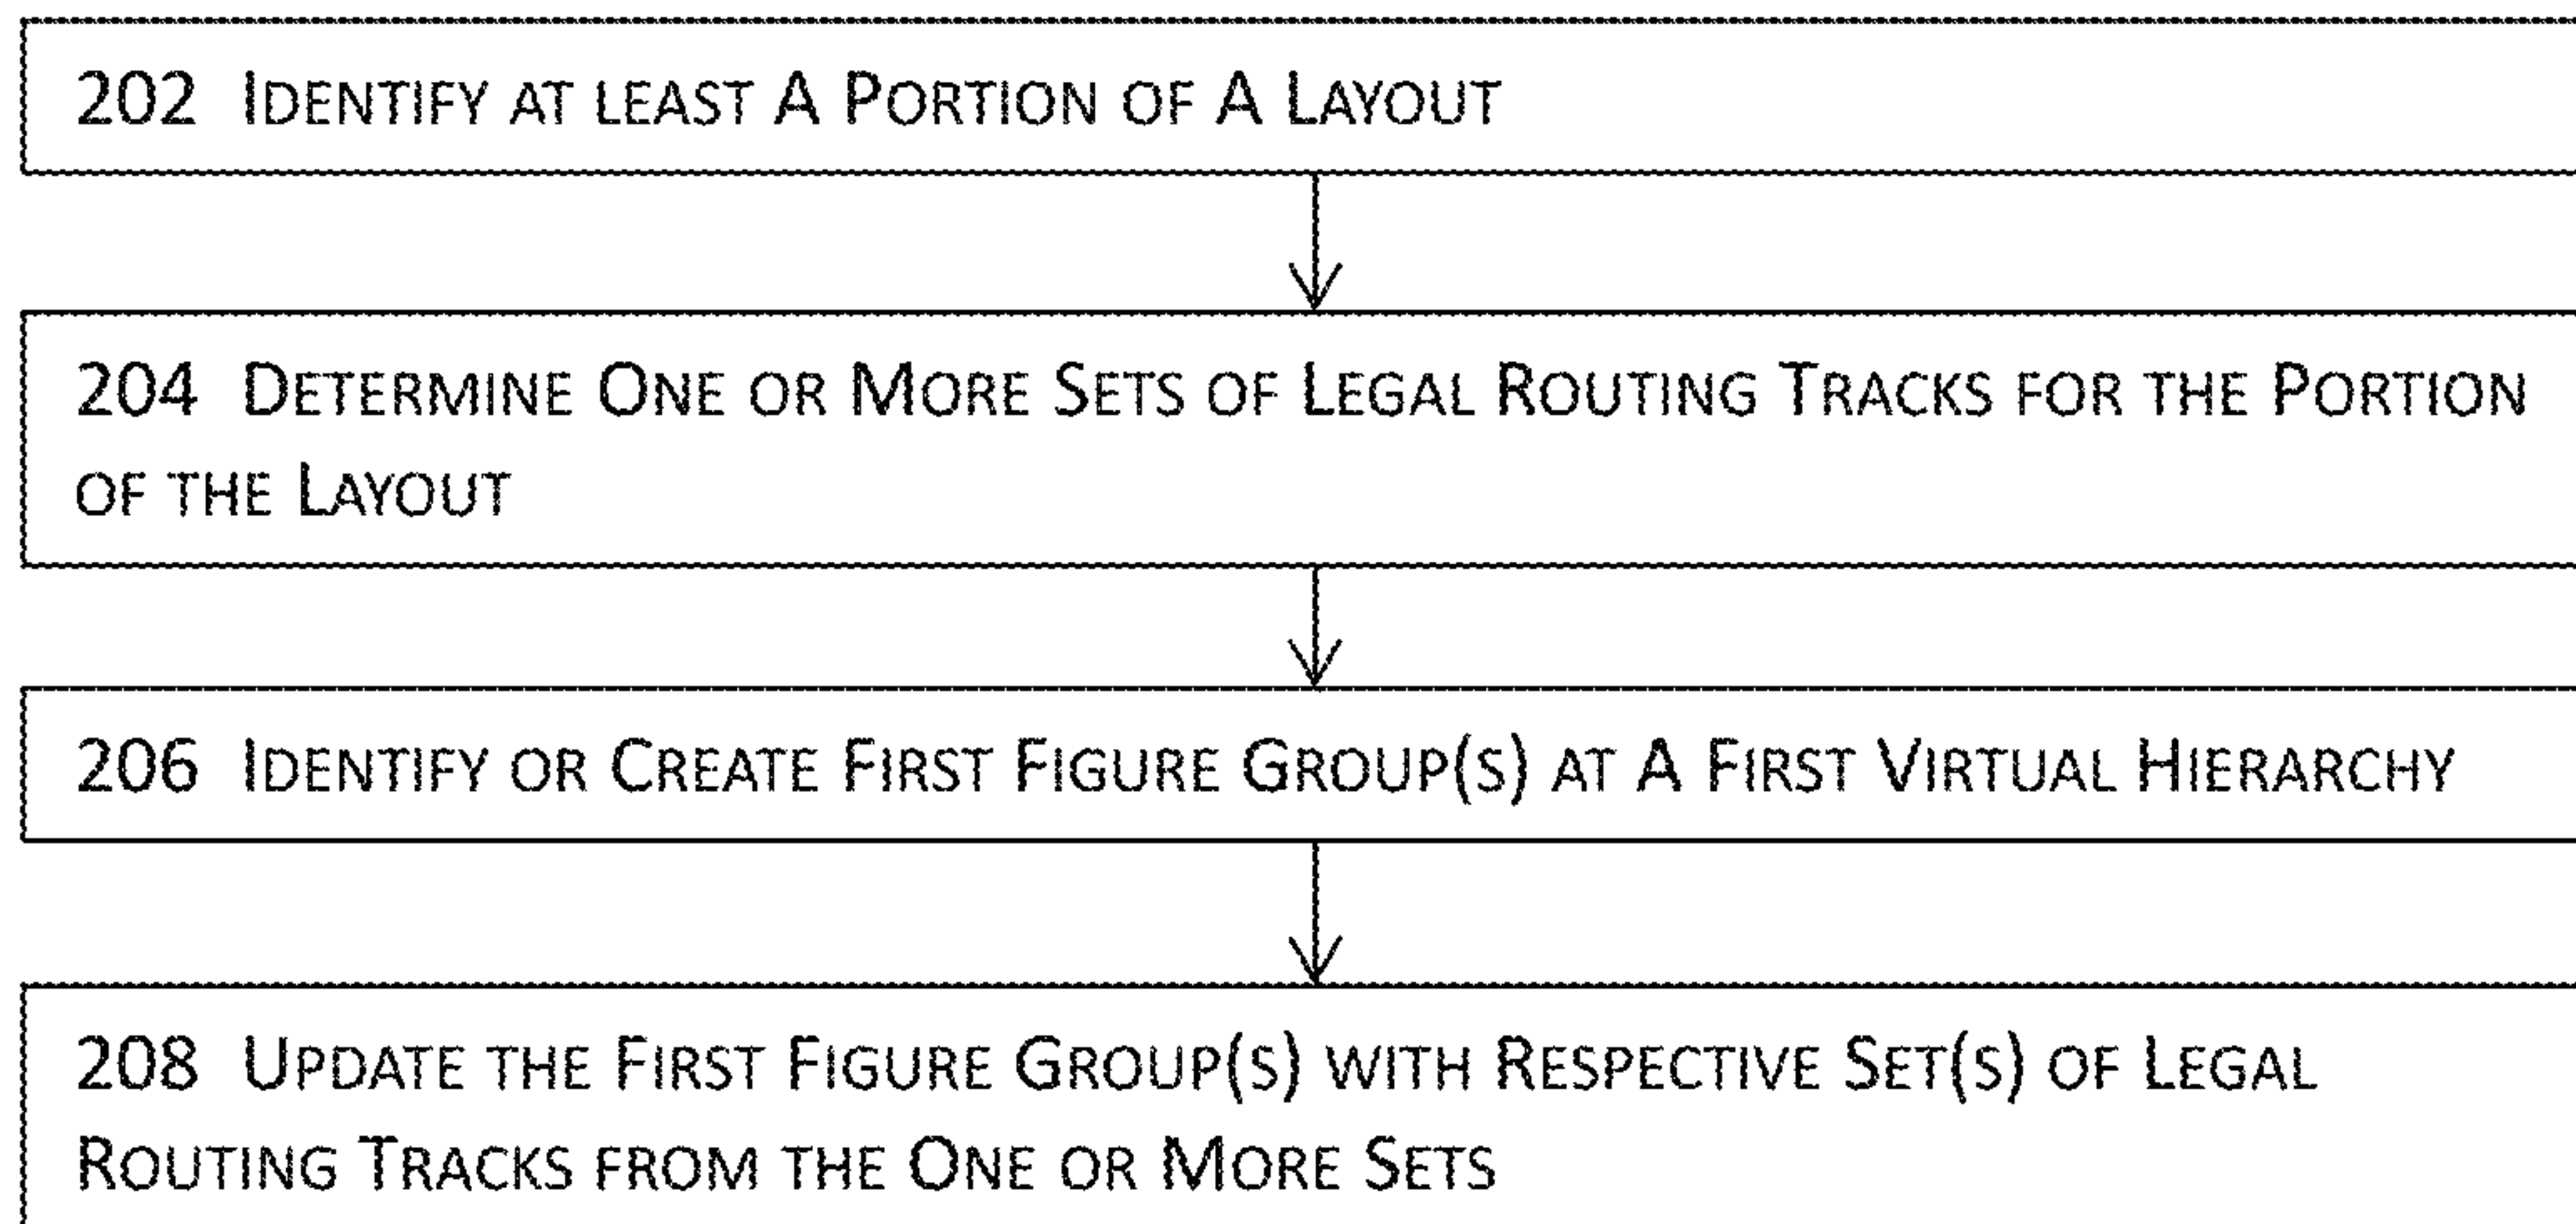 202 IDENTIFY AT LEAST A PORTION OF A LAYOUT
204 DETERMINE ONE OR MORE SETS OF LEGAL ROUTING TRACKS FOR THE PORTION
OF THE LAYOUT
206 IDENTIFY OR CREATE FIRST FIGURE GROUP(S) AT A FIRST VIRTUAL HIERARCHY
208 UPDATE THE FIRST FIGURE GROUP(S) WITH RESPECTIVE SET(S) OF LEGAL
ROUTING TRACKS FROM THE ONE OR MORE SETS